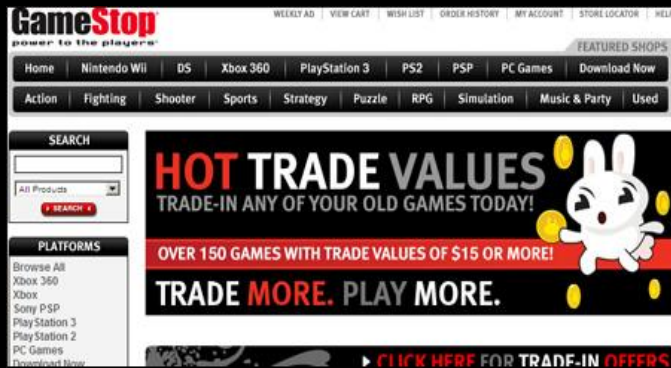 GameStop
power to the players
WEEKLY AD VIEW CART WISH LIST ORDER HISTORY MY ACCOUNT STORE LOCATOR HEL
FEATURED SHOPS
Home Nintendo Wii DS Xbox 360 PlayStation 3 PS2 PSP PC Games Download Now
Action Fighting Shooter Sports Strategy Puzzle RPG Simulation Music & Party Used
SEARCH
All Products
SEARCH
PLATFORMS
Browse All
Xbox 360
Xbox
Sony PSP
PlayStation 3
PlayStation 2
PC Games
Download Now
HOT TRADE VALUES
TRADE-IN ANY OF YOUR OLD GAMES TODAY!
OVER 150 GAMES WITH TRADE VALUES OF $15 OR MORE!
TRADE MORE. PLAY MORE.
CLICK HERE FOR TRADE-IN OFFERS